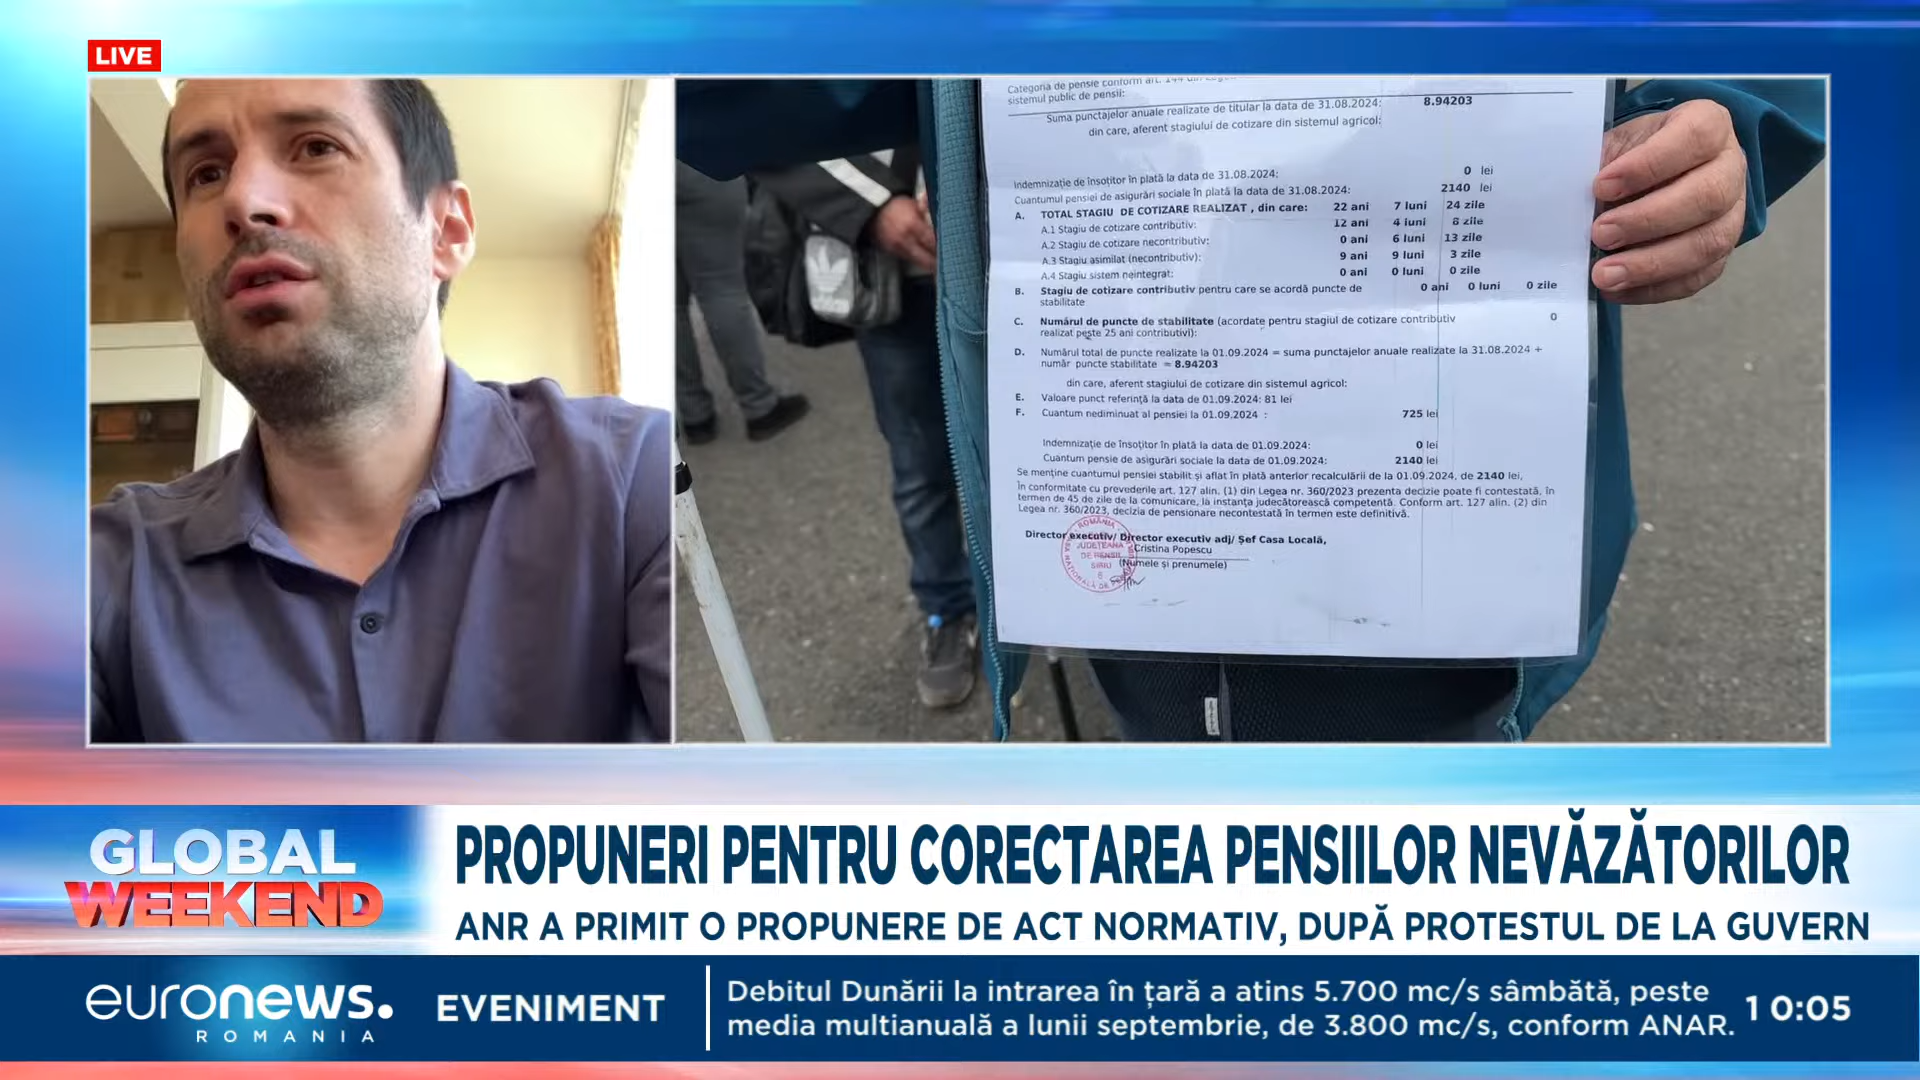 LIVE
Categoria de pensie conform art. 144 din
sistemul public de pensii:
Suma punctajelor anuale realizate de titular la data de 31.08.2024: 8.94203
din care, aferent stagiului de cotizare din sistemul agricol:
Indemnizație de însoțitor în plată la data de 31.08.2024: 0 lei
Cuantumul pensiei de asigurări sociale în plată la data de 31.08.2024: 2140 lei
A. TOTAL STAGIU DE COTIZARE REALIZAT , din care: 22 ani 7 luni 24 zile
A.1 Stagiu de cotizare contributiv: 12 ani 4 luni 8 zile
A.2 Stagiu de cotizare necontributiv: 0 ani 6 luni 13 zile
A.3 Stagiu asimilat (necontributiv): 9 ani 9 luni 3 zile
A.4 Stagiu sistem neintegrat: 0 ani 0 luni 0 zile
B. Stagiu de cotizare contributiv pentru care se acordă puncte de 0 ani 0 luni 0 zile
stabilitate
C. Numărul de puncte de stabilitate (acordate pentru stagiul de cotizare contributiv 0
realizat peste 25 ani contributivi):
D. Numărul total de puncte realizate la 01.09.2024 = suma punctajelor anuale realizate la 31.08.2024 +
număr puncte stabilitate = 8.94203
din care, aferent stagiului de cotizare din sistemul agricol:
E. Valoare punct referință la data de 01.09.2024: 81 lei
F. Cuantum nediminuat al pensiei la 01.09.2024 : 725 lei
Indemnizație de însoțitor în plată la data de 01.09.2024: 0 lei
Cuantum pensie de asigurări sociale la data de 01.09.2024: 2140 lei
Se menține cuantumul pensiei stabilit și aflat în plată anterior recalculării de la 01.09.2024, de 2140 lei,
În conformitate cu prevederile art. 127 alin. (1) din Legea nr. 360/2023 prezenta decizie poate fi contestată, în
termen de 45 de zile de la comunicare, la instanța judecătorească competentă. Conform art. 127 alin. (2) din
Legea nr. 360/2023, decizia de pensionare necontestată în termen este definitivă.
Director executiv/ Director executiv adj/ Șef Casa Locală,
Cristina Popescu
(Numele și prenumele)
ROMÂNIA
JUDEȚEANA
DE PENSII
SIBIU
6
GLOBAL
WEEKEND
PROPUNERI PENTRU CORECTAREA PENSIILOR NEVĂZĂTORILOR
ANR A PRIMIT O PROPUNERE DE ACT NORMATIV, DUPĂ PROTESTUL DE LA GUVERN
euronews.
ROMANIA
EVENIMENT
Debitul Dunării la intrarea în țară a atins 5.700 mc/s sâmbătă, peste
media multianuală a lunii septembrie, de 3.800 mc/s, conform ANAR.
10:05